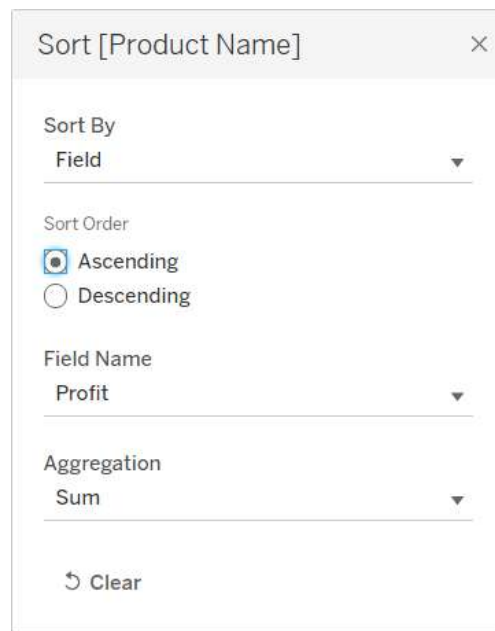 Sort [Product Name]
Sort By
Field
Sort Order
Ascending
Descending
Field Name
Profit
Aggregation
Sum
Clear